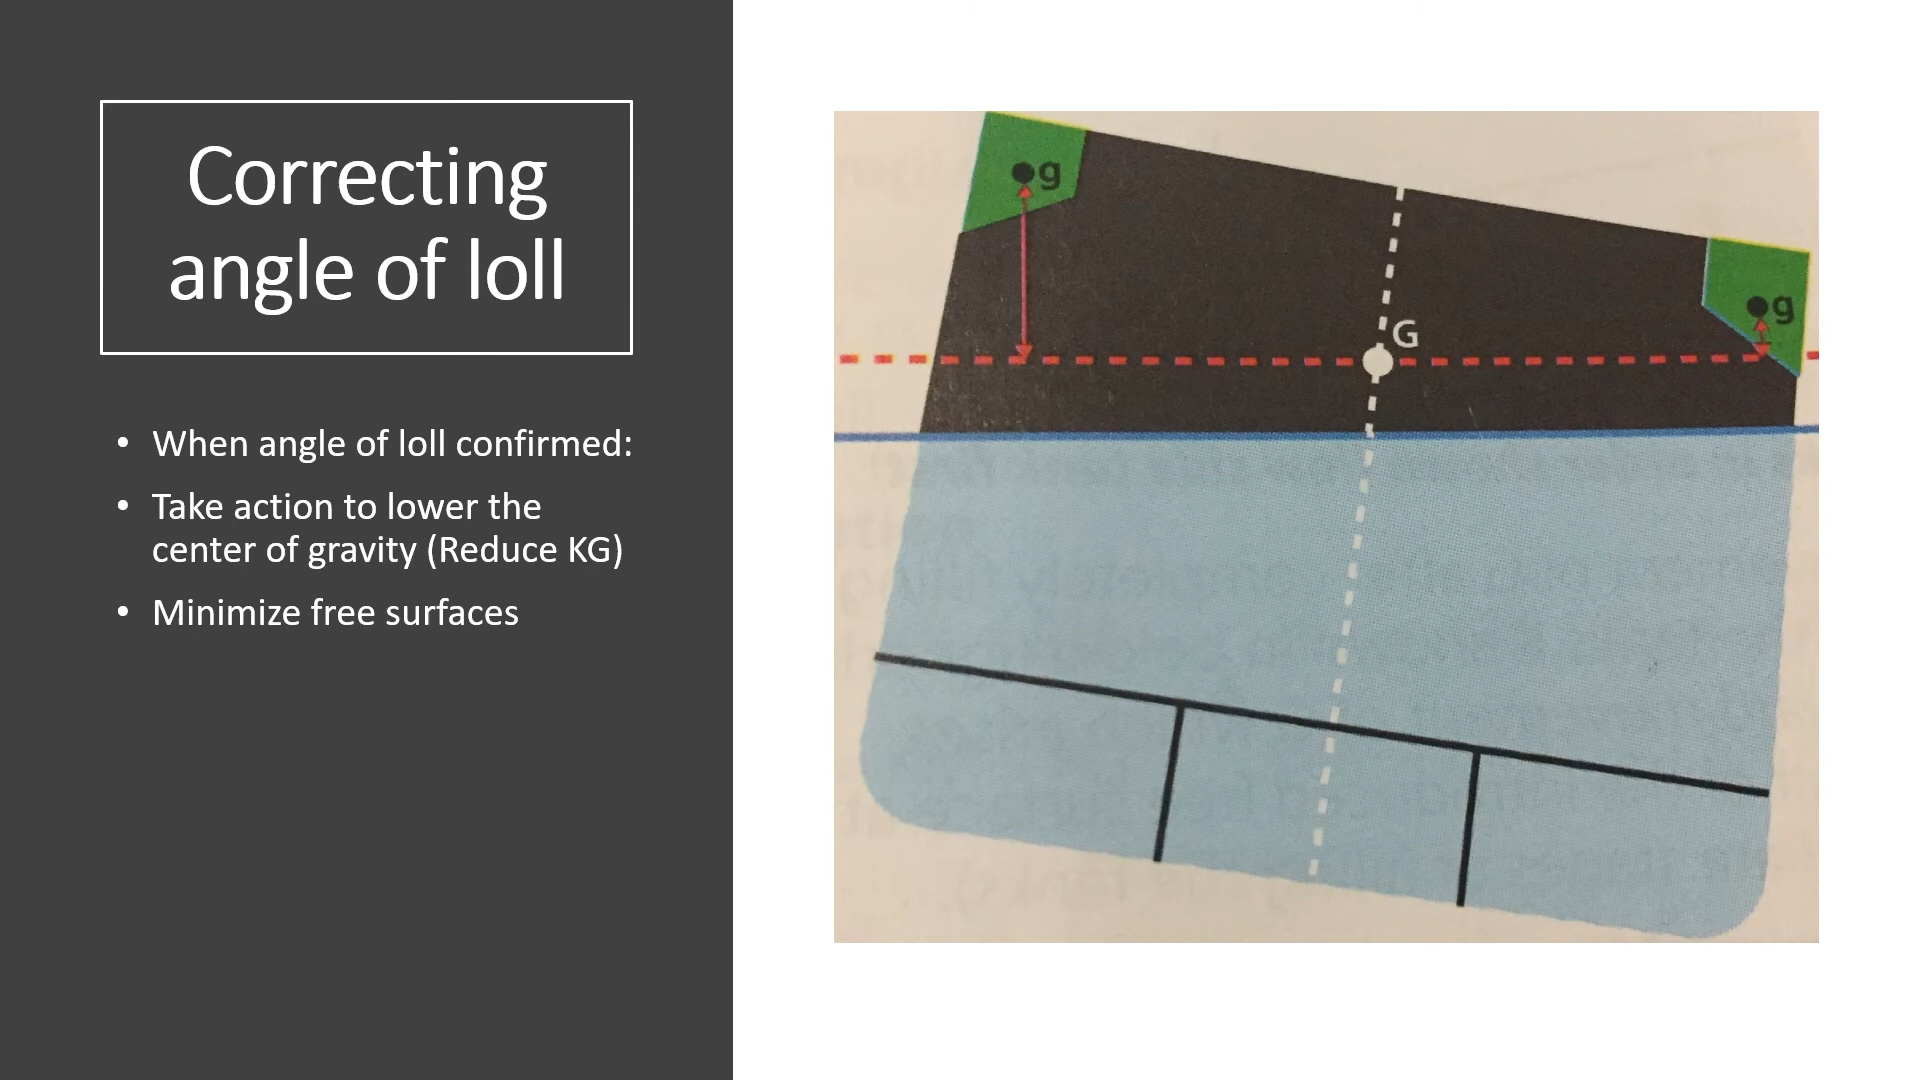 Correcting
angle of loll
• When angle of loll confirmed:
• Take action to lower the
center of gravity (Reduce KG)
• Minimize free surfaces
g
g
G